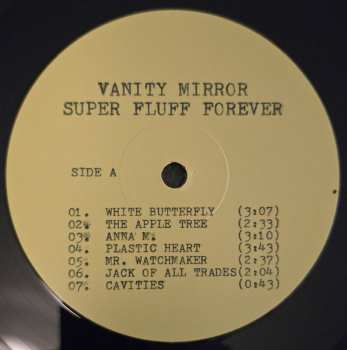 VANITY MIRROR
SUPER FLUFF FOREVER
SIDE A
01. WHITE BUTTERFLY (3:07)
02. THE APPLE TREE (2:33)
03. ANNA M. (3:10)
04. PLASTIC HEART (3:43)
05. MR. WATCHMAKER (2:37)
06. JACK OF ALL TRADES(2:04)
07. CAVITIES (0:43)